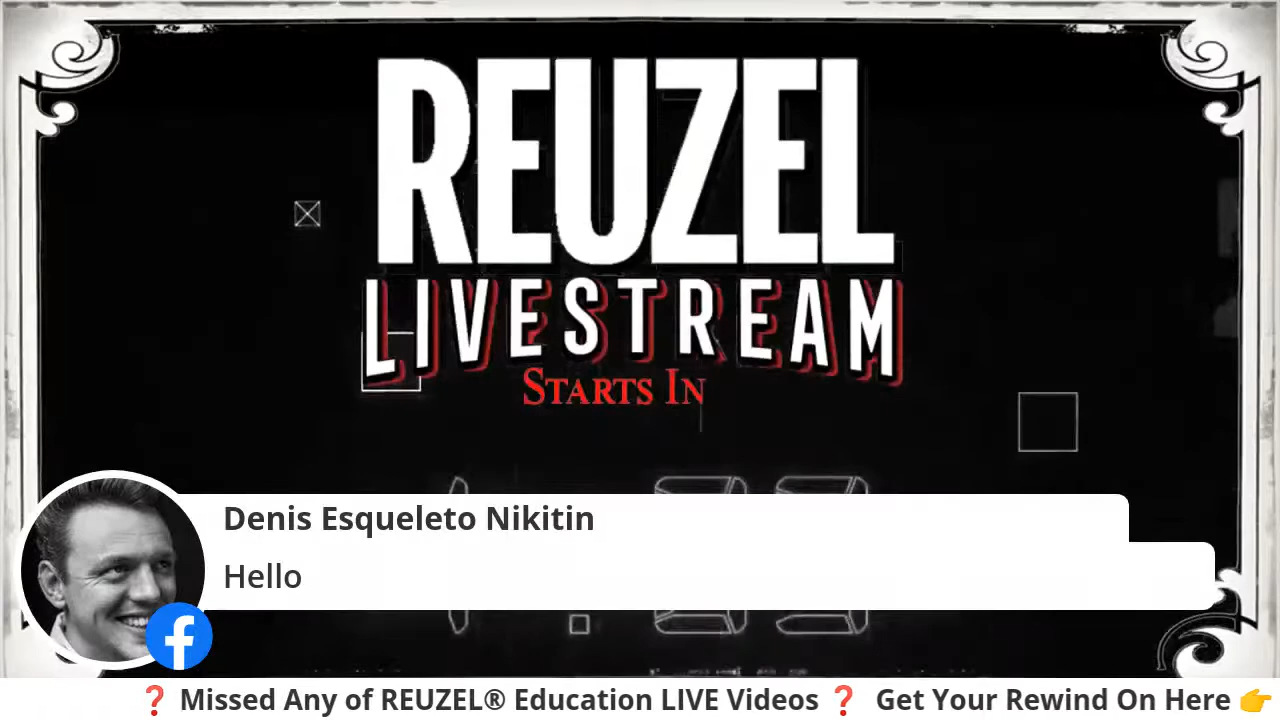 REUZEL
LIVESTREAM
STARTS IN
Denis Esqueleto Nikitin
Hello
❓ Missed Any of REUZEL® Education LIVE Videos ❓ Get Your Rewind On Here 👉